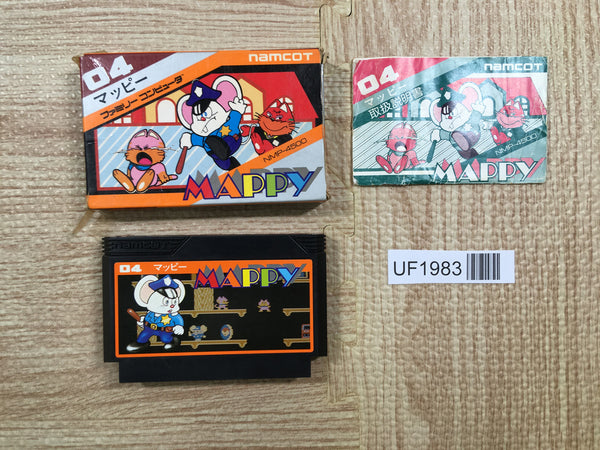 04
マッピー
ファミリー コンピュータ
namcoT
NMP-4500
MAPPY
04
マッピー
取扱説明書
namcoT
NMP-4500
MAPPY
namcoT
04 マッピー
MAPPY
UF1983